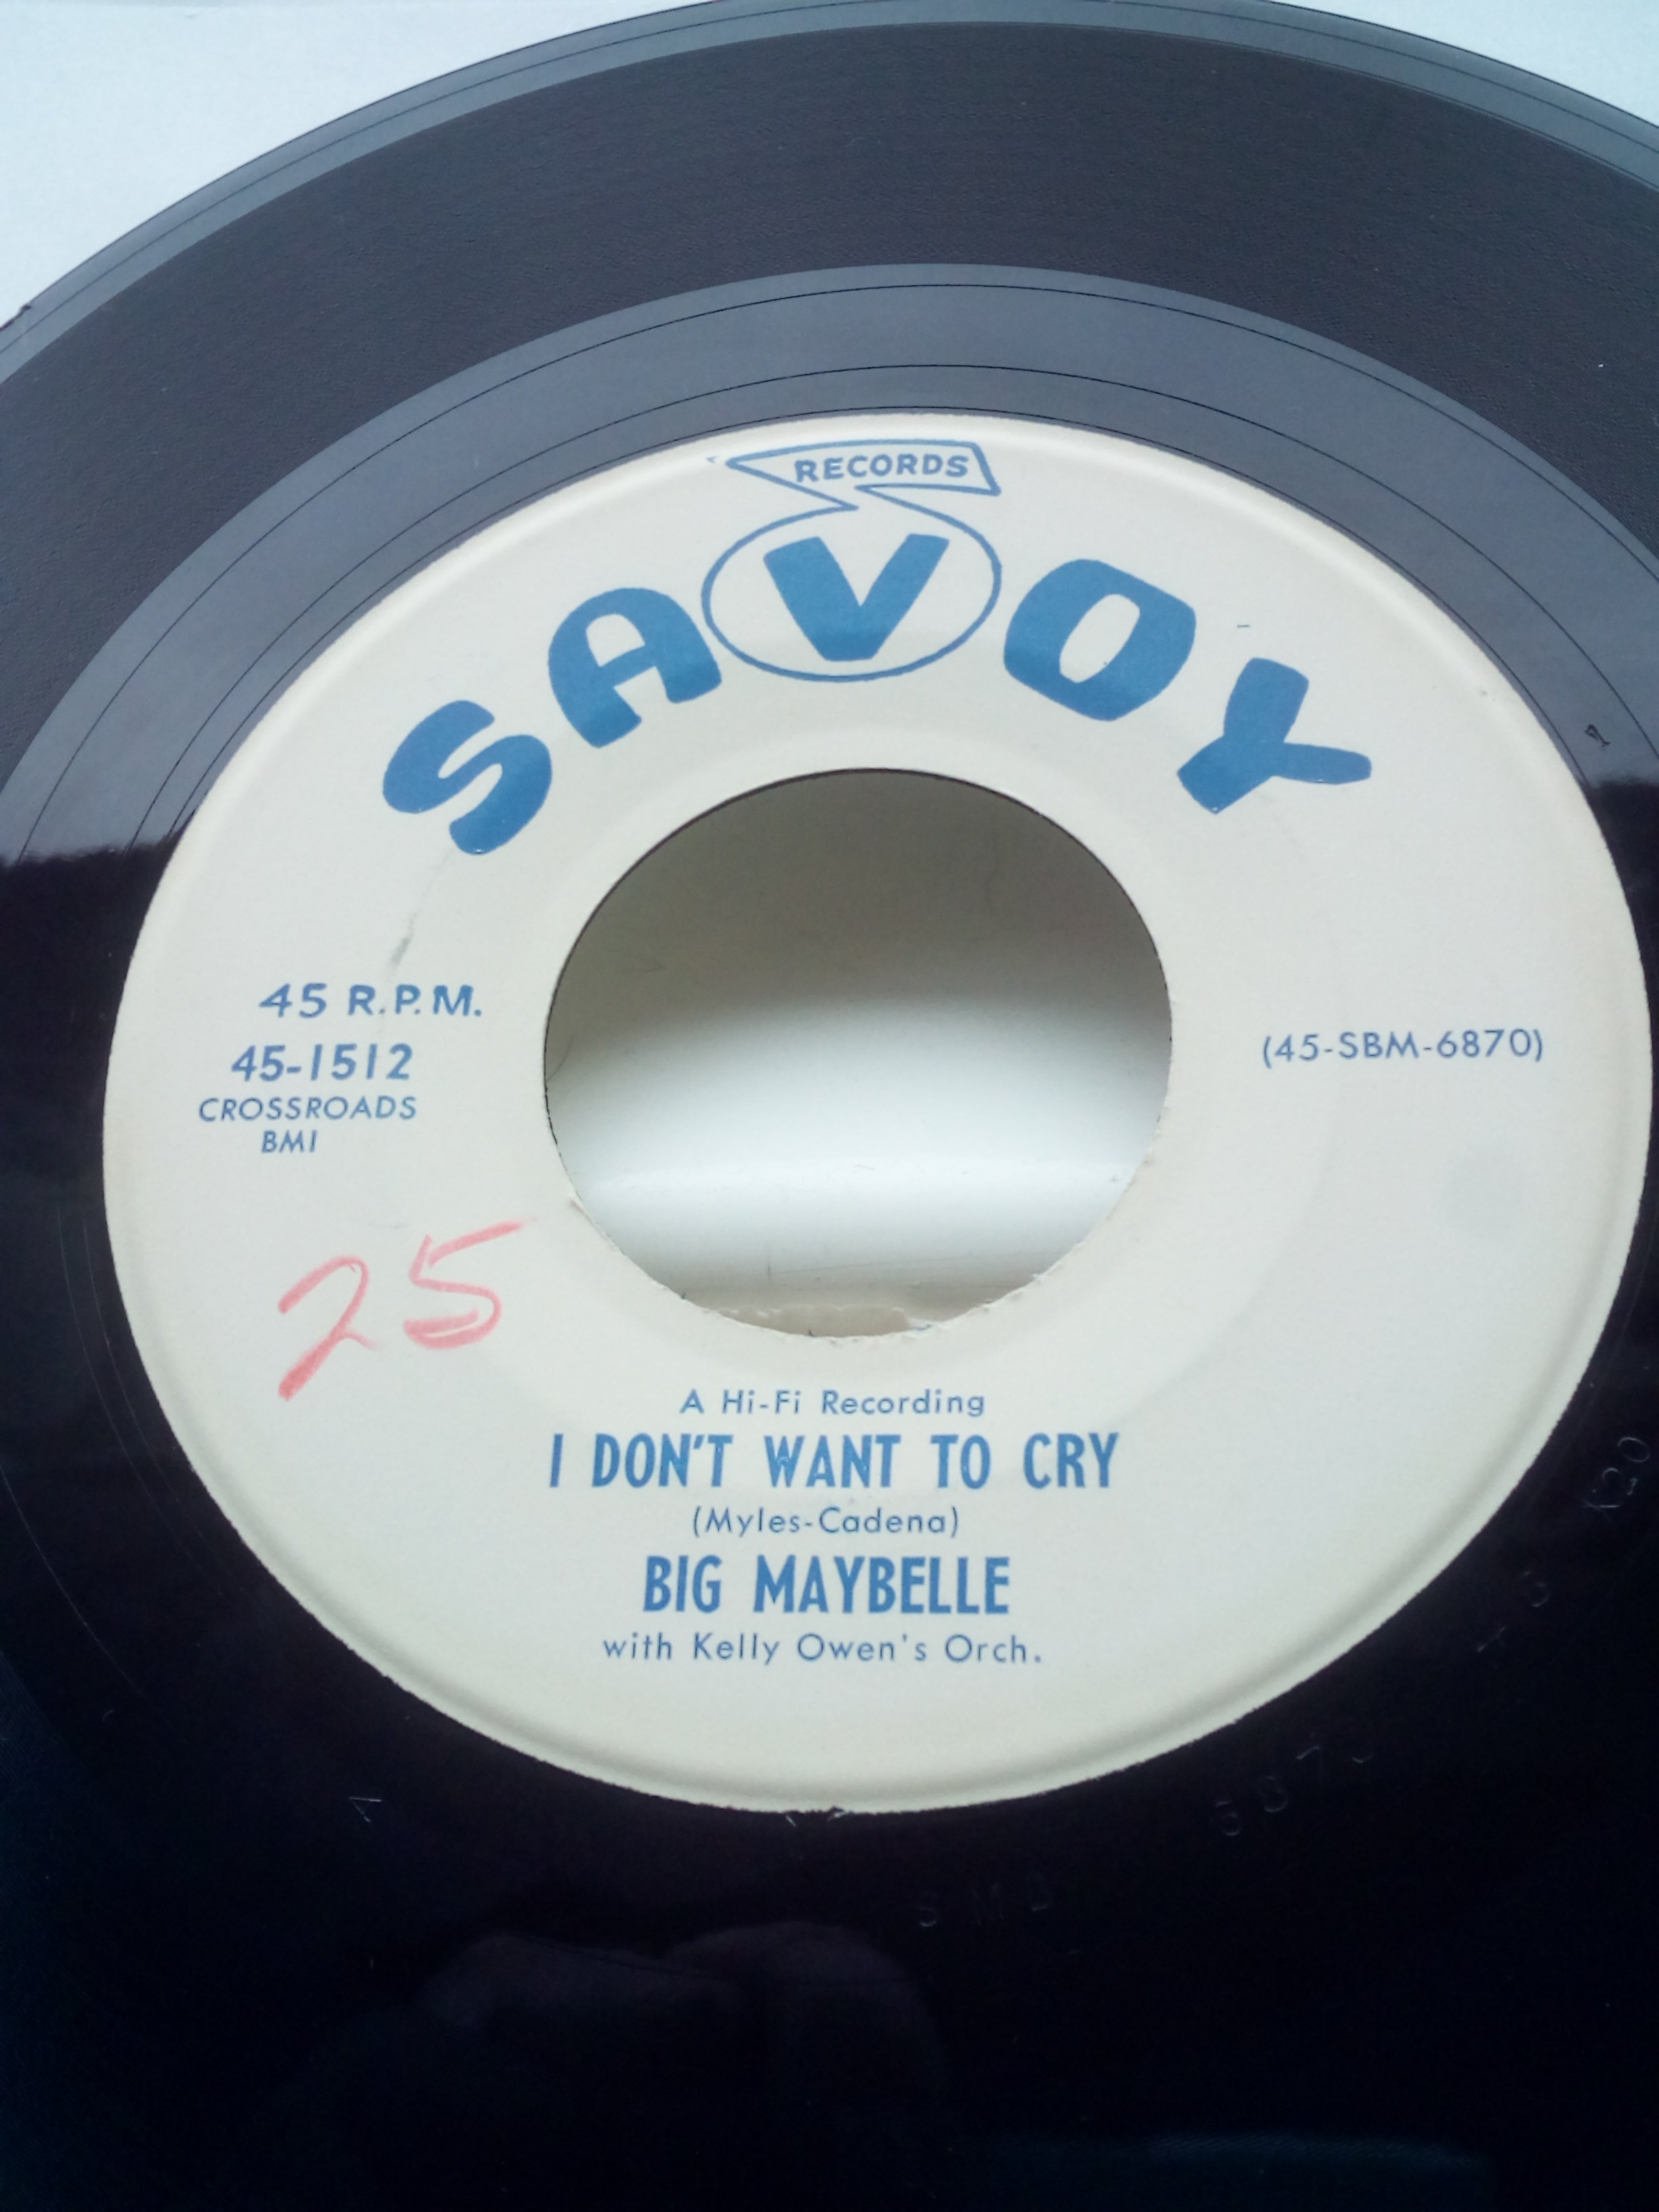 RECORDS
SAVOY
45 R.P.M.
45-1512
CROSSROADS
BMI
(45-SBM-6870)
25
A Hi-Fi Recording
I DON'T WANT TO CRY
(Myles-Cadena)
BIG MAYBELLE
with Kelly Owen's Orch.